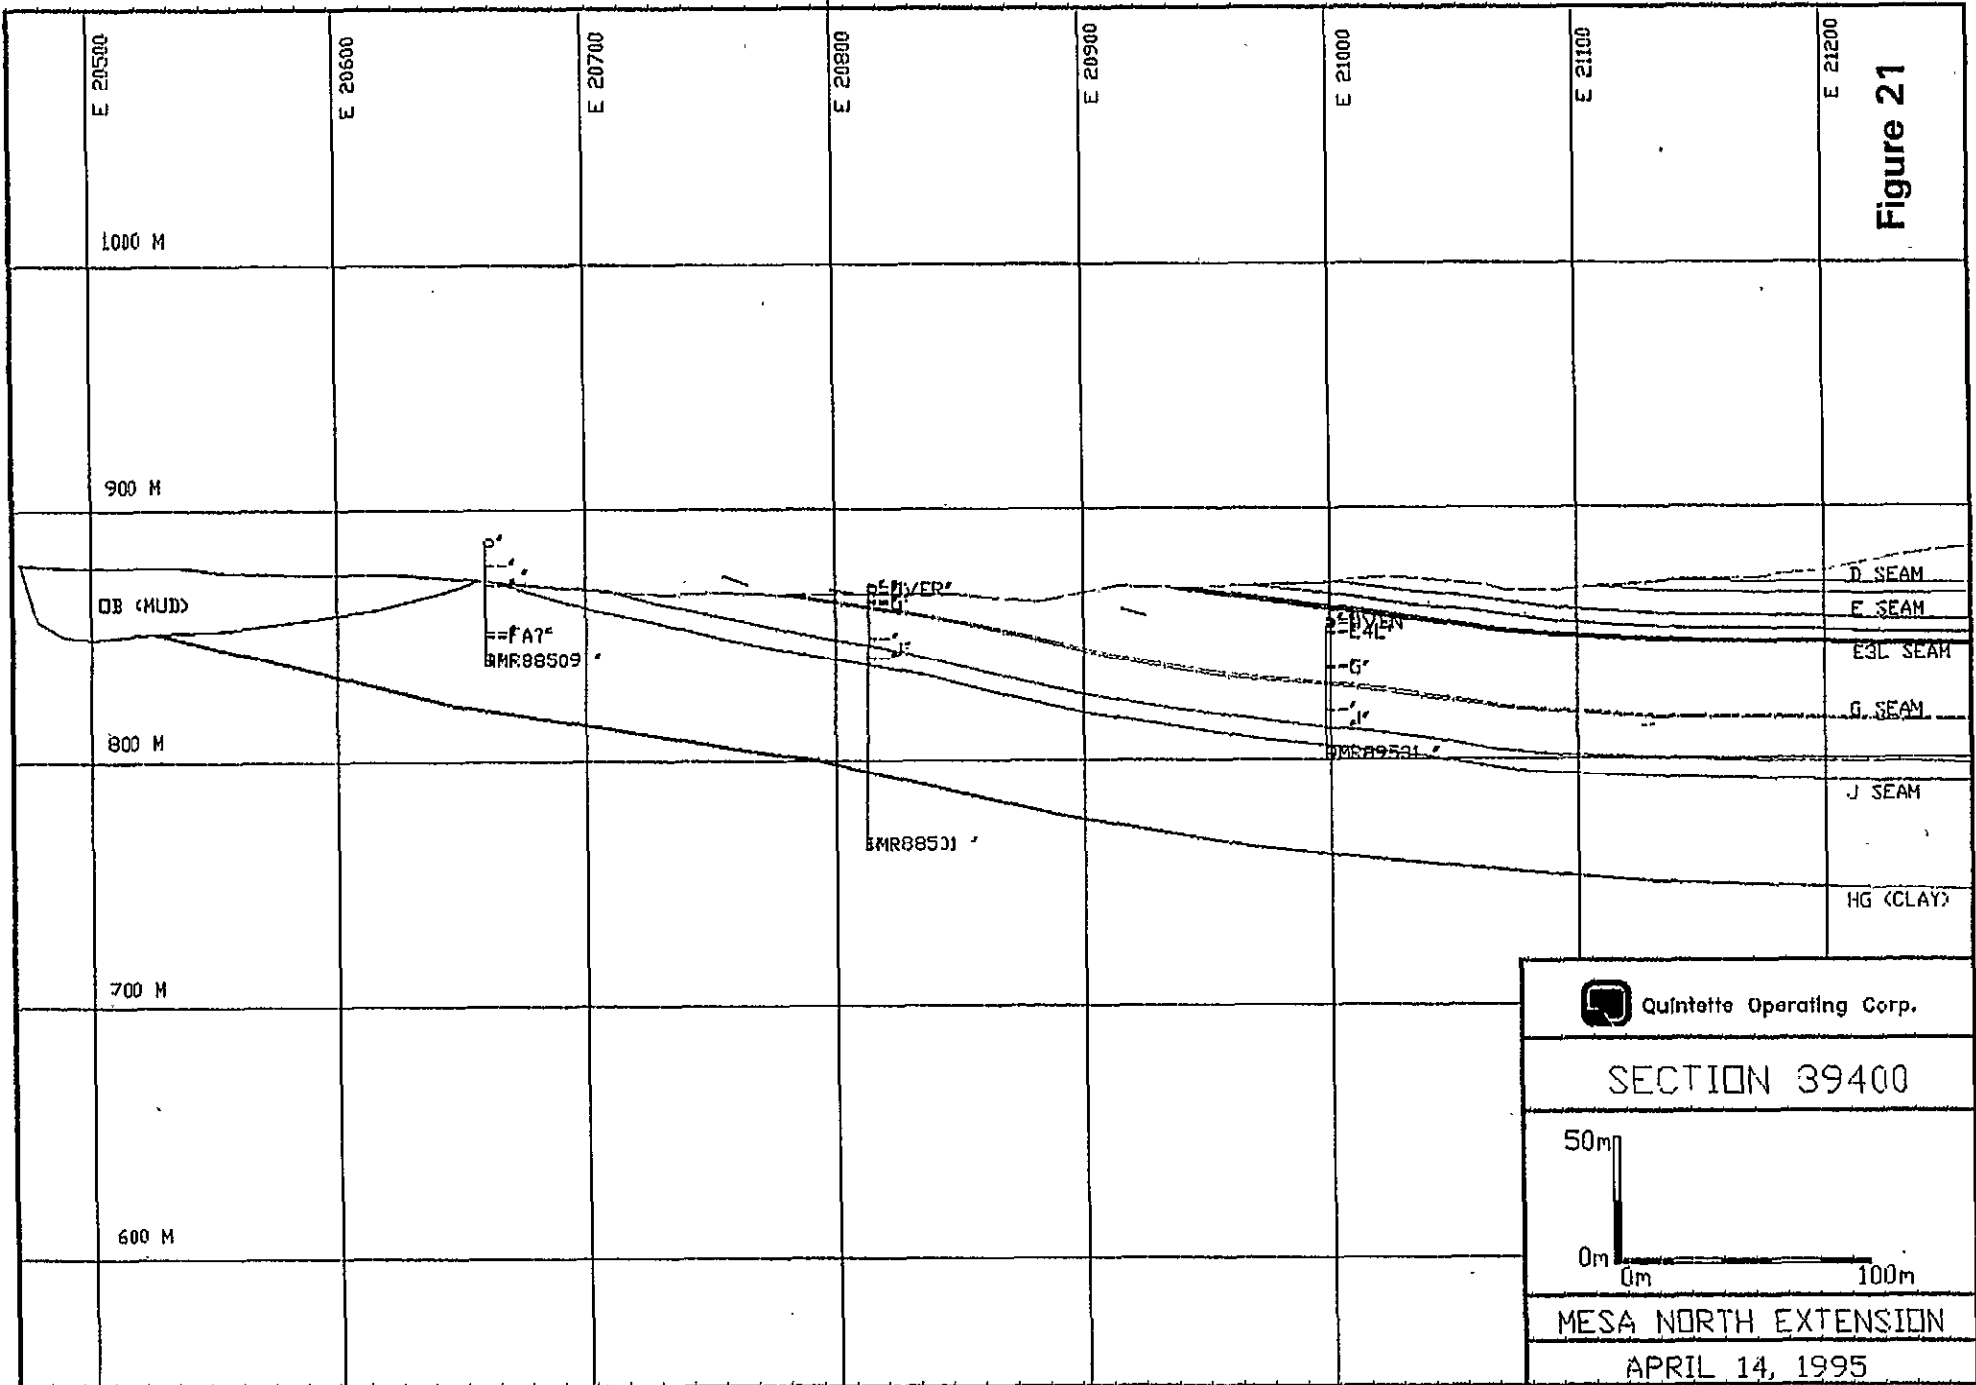 E 20500
E 20600
E 20700
E 20800
E 20900
E 21000
E 21100
E 21200
Figure 21
1000 M
900 M
OB (MUD)
D SEAM
E SEAM
E3L SEAM
G SEAM
J SEAM
HG (CLAY)
MR88509
G
800 M
700 M
600 M
Quintette Operating Corp.
SECTION 39400
50m
0m
0m
100m
MESA NORTH EXTENSION
APRIL 14, 1995